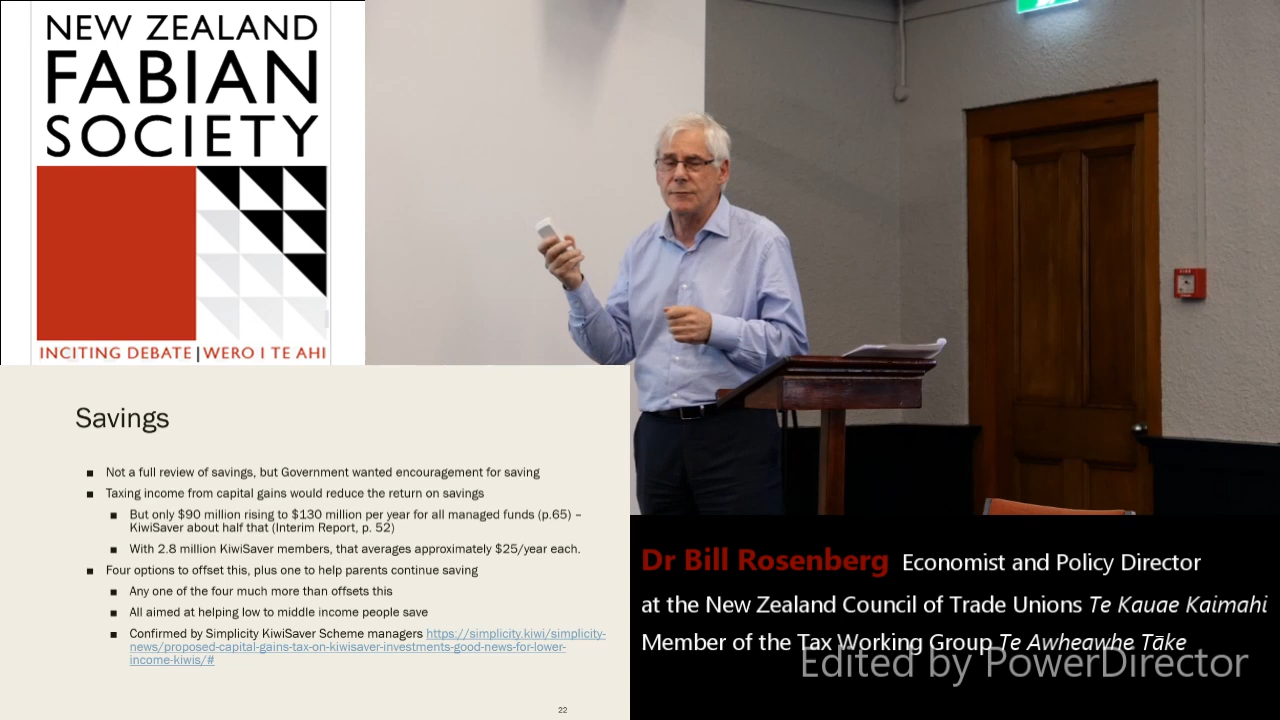 NEW ZEALAND
FABIAN
SOCIETY
INCITING DEBATE|WERO I TE AHI
Savings
■ Not a full review of savings, but Government wanted encouragement for saving
■ Taxing income from capital gains would reduce the return on savings
■ But only $90 million rising to $130 million per year for all managed funds (p.65) –
KiwiSaver about half that (Interim Report, p. 52)
■ With 2.8 million KiwiSaver members, that averages approximately $25/year each.
■ Four options to offset this, plus one to help parents continue saving
■ Any one of the four much more than offsets this
■ All aimed at helping low to middle income people save
■ Confirmed by Simplicity KiwiSaver Scheme managers https://simplicity.kiwi/simplicity-
news/proposed-capital-gains-tax-on-kiwisaver-investments-good-news-for-lower-
income-kiwis/#
22
FIRE
Dr Bill Rosenberg Economist and Policy Director
at the New Zealand Council of Trade Unions Te Kauae Kaimahi
Member of the Tax Working Group Te Awheawhe Tāke
Edited by PowerDirector